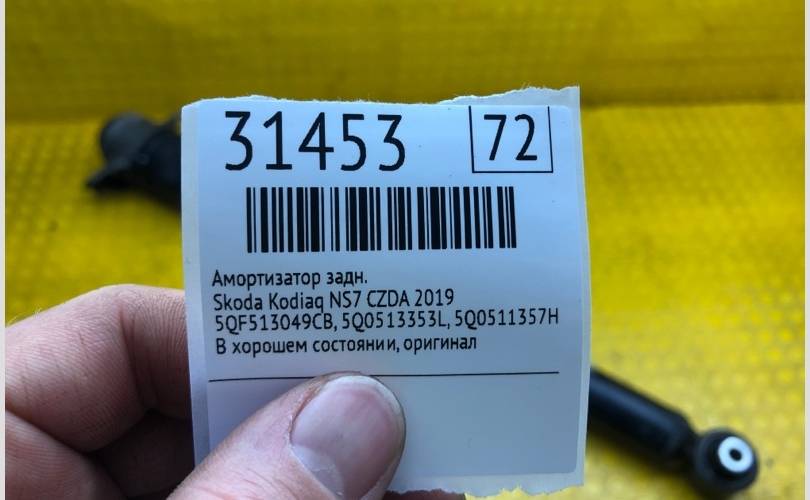 31453 72
Амортизатор задн.
Skoda Kodiaq NS7 CZDA 2019
5QF513049CB, 5Q0513353L, 5Q0511357H
В хорошем состоянии, оригинал